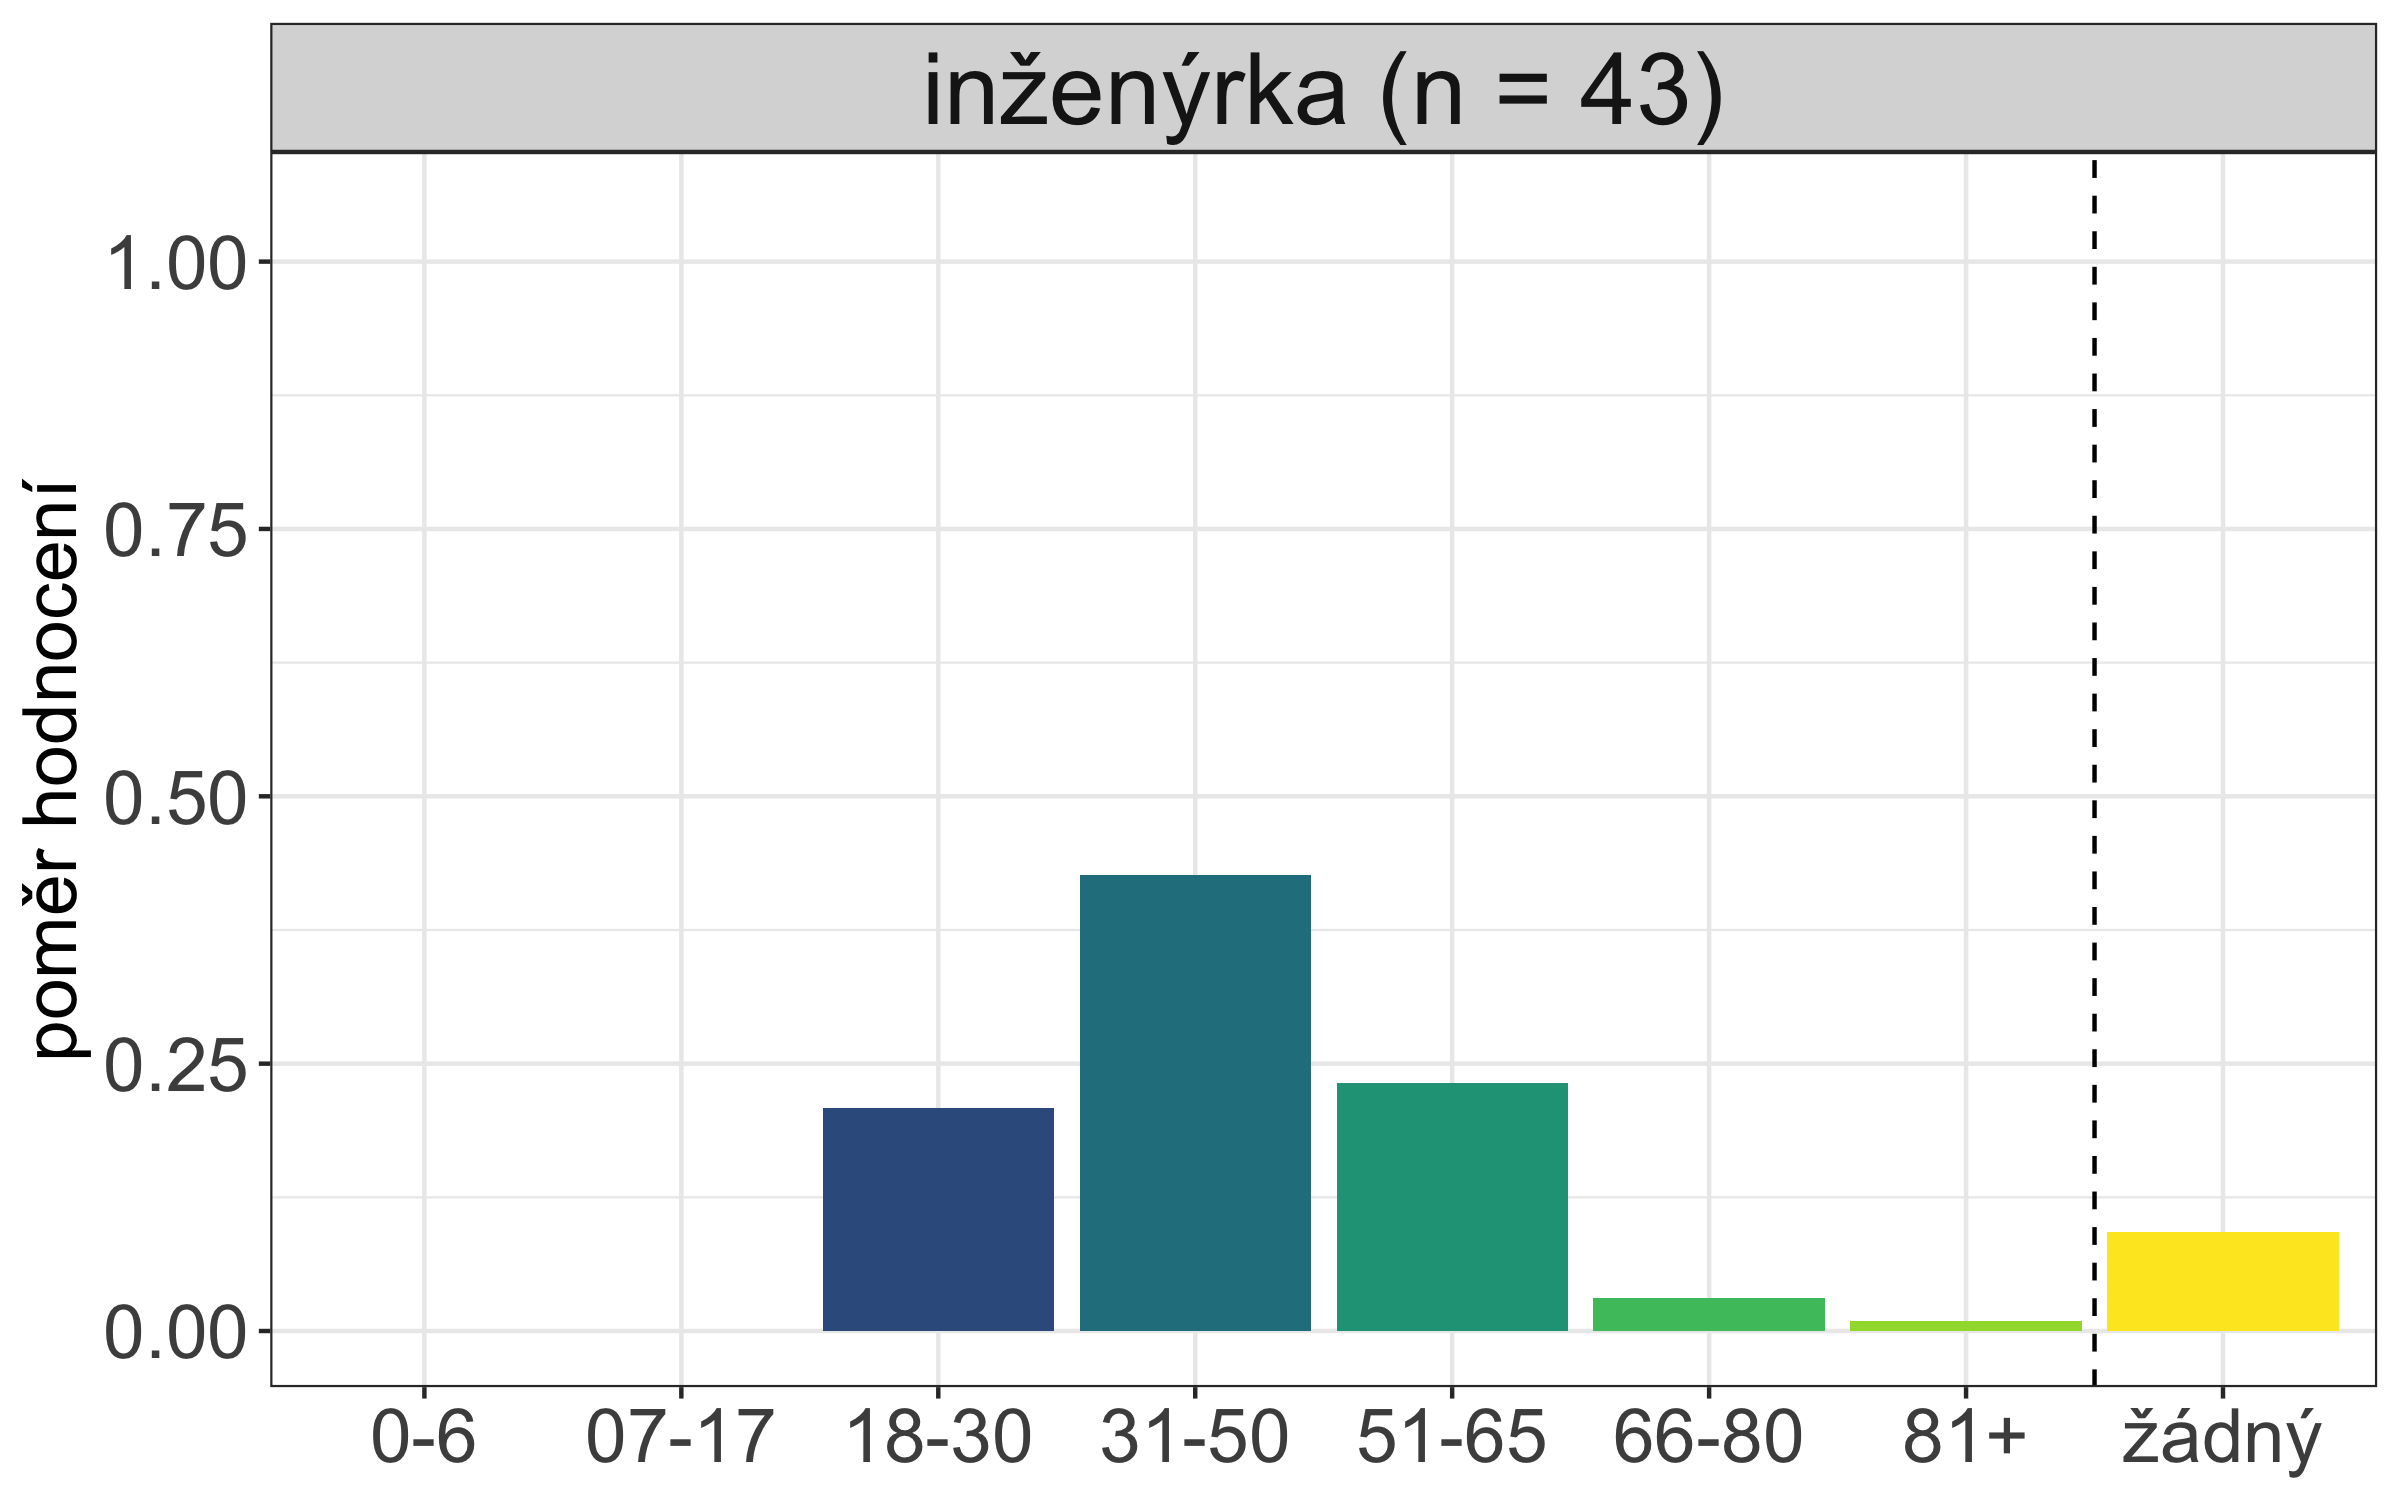 inženýrka (n = 43)
poměr hodnocení
1.00
0.75
0.50
0.25
0.00
0-6 07-17 18-30 31-50 51-65 66-80 81+ žádný